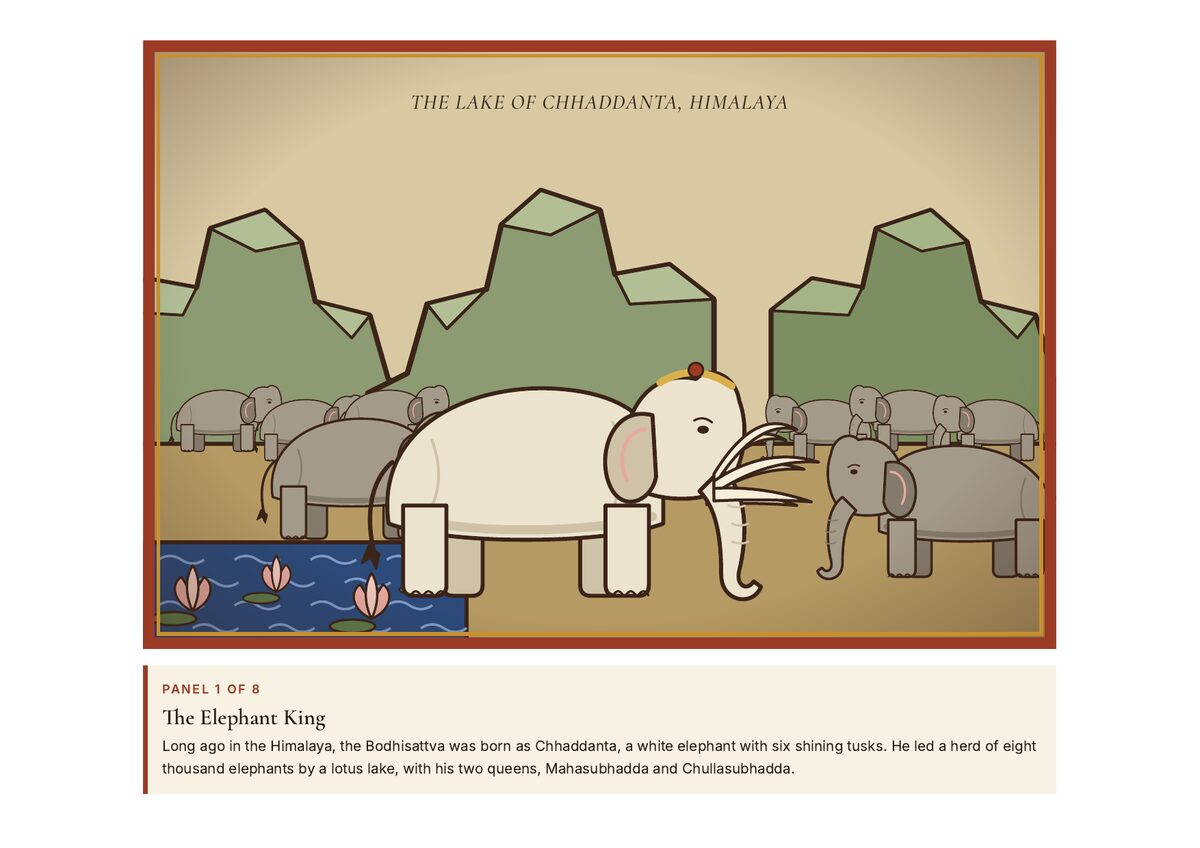 THE LAKE OF CHHADDANTA, HIMALAYA
PANEL 1 OF 8
The Elephant King
Long ago in the Himalaya, the Bodhisattva was born as Chhaddanta, a white elephant with six shining tusks. He led a herd of eight
thousand elephants by a lotus lake, with his two queens, Mahasubhadda and Chullasubhadda.